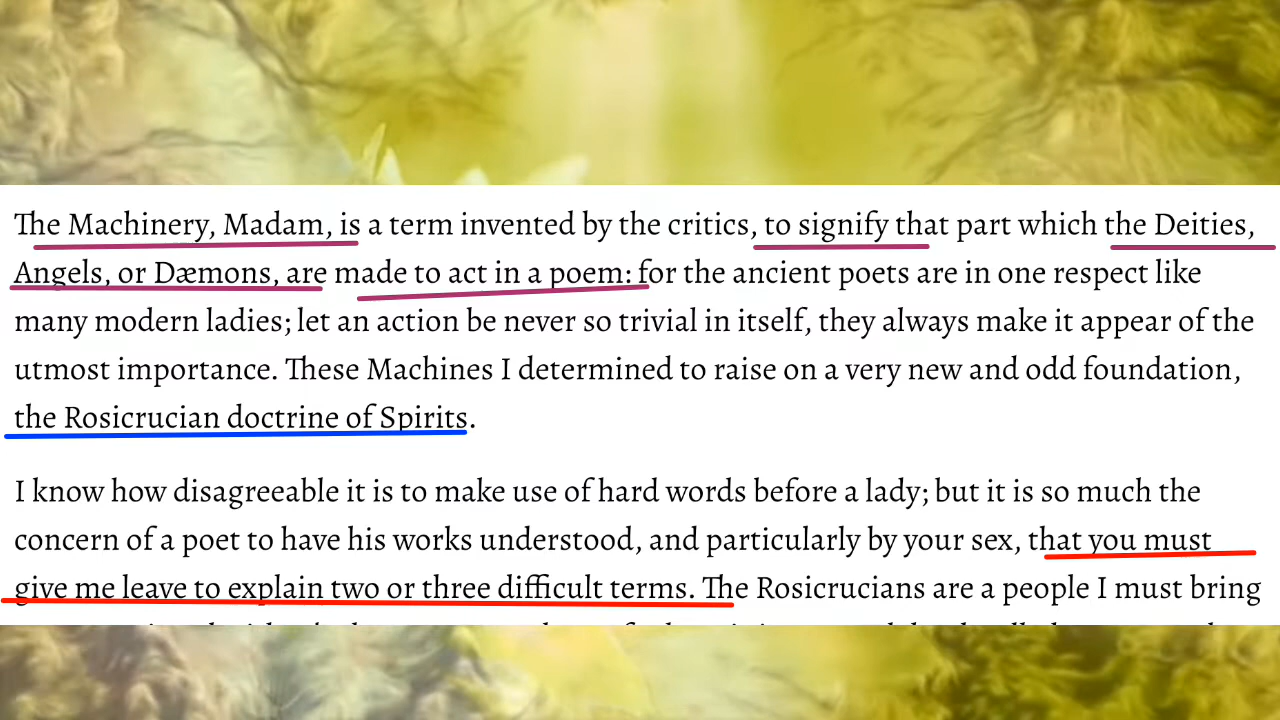 The Machinery, Madam, is a term invented by the critics, to signify that part which the Deities,
Angels, or Dæmons, are made to act in a poem: for the ancient poets are in one respect like
many modern ladies; let an action be never so trivial in itself, they always make it appear of the
utmost importance. These Machines I determined to raise on a very new and odd foundation,
the Rosicrucian doctrine of Spirits.
I know how disagreeable it is to make use of hard words before a lady; but it is so much the
concern of a poet to have his works understood, and particularly by your sex, that you must
give me leave to explain two or three difficult terms. The Rosicrucians are a people I must bring